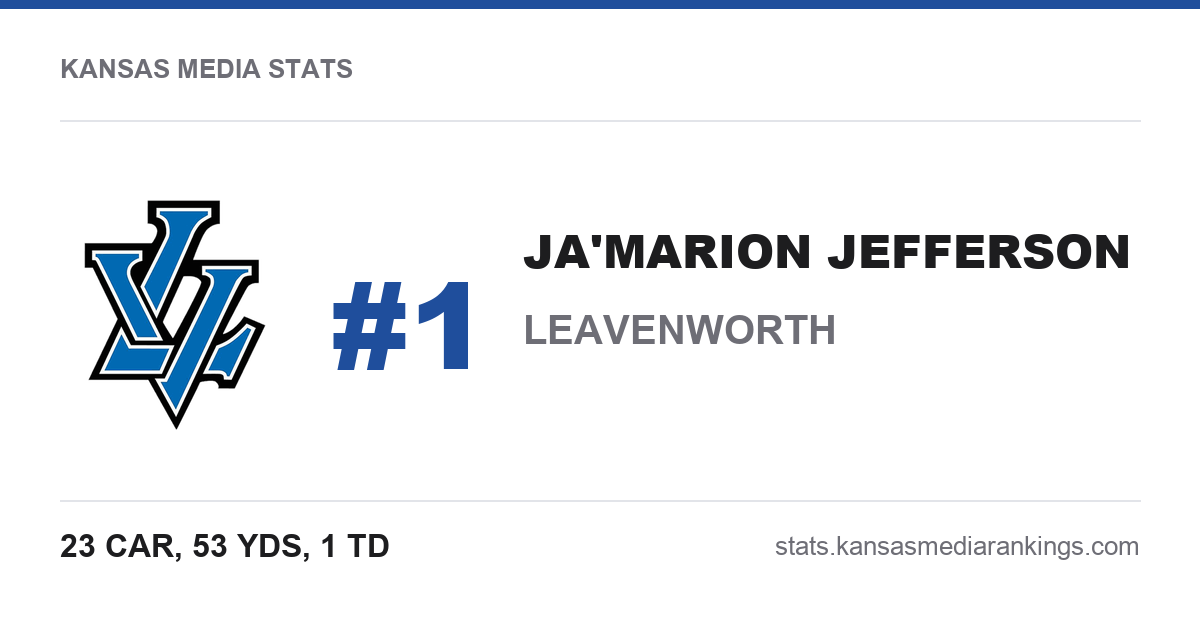 KANSAS MEDIA STATS
#1
JA'MARION JEFFERSON
LEAVENWORTH
23 CAR, 53 YDS, 1 TD
stats.kansasmediarankings.com